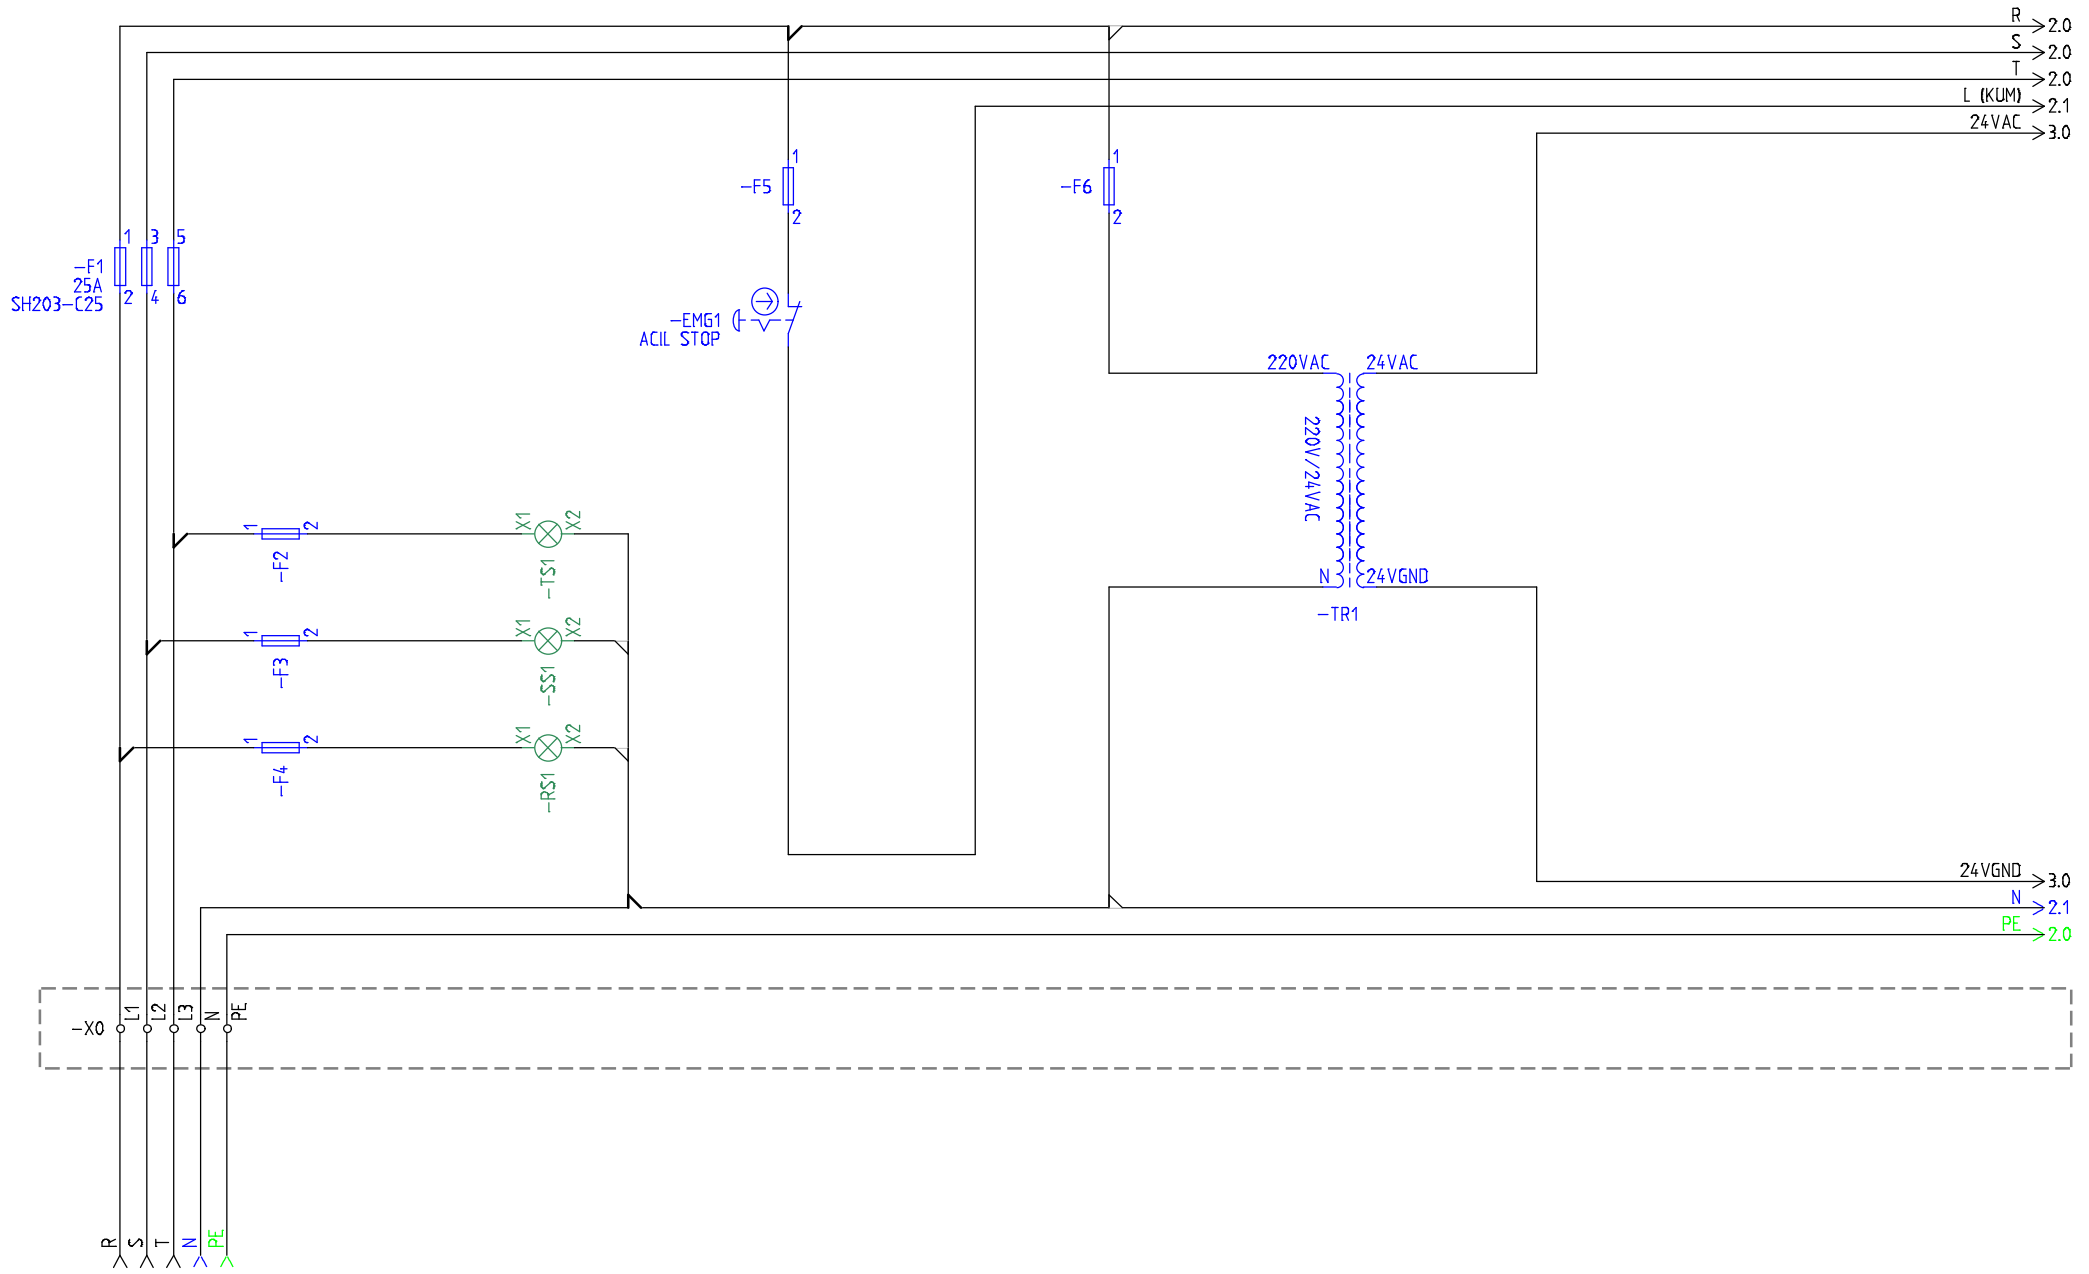 R
2.0
S
2.0
T
2.0
L (KUM)
2.1
24VAC
3.0
1
-F5
2
1
-F6
2
1 3 5
-F1
25A
SH203-C25
2 4 6
-EMG1
ACIL STOP
220VAC 24VAC
220V/24VAC
N 24VGND
-TR1
1 2
-F2
X1 X2
-TS1
1 2
-F3
X1 X2
-SS1
1 2
-F4
X1 X2
-RS1
24VGND
3.0
N
2.1
PE
2.0
-X0
L1 L2 L3 N PE
R S T N PE